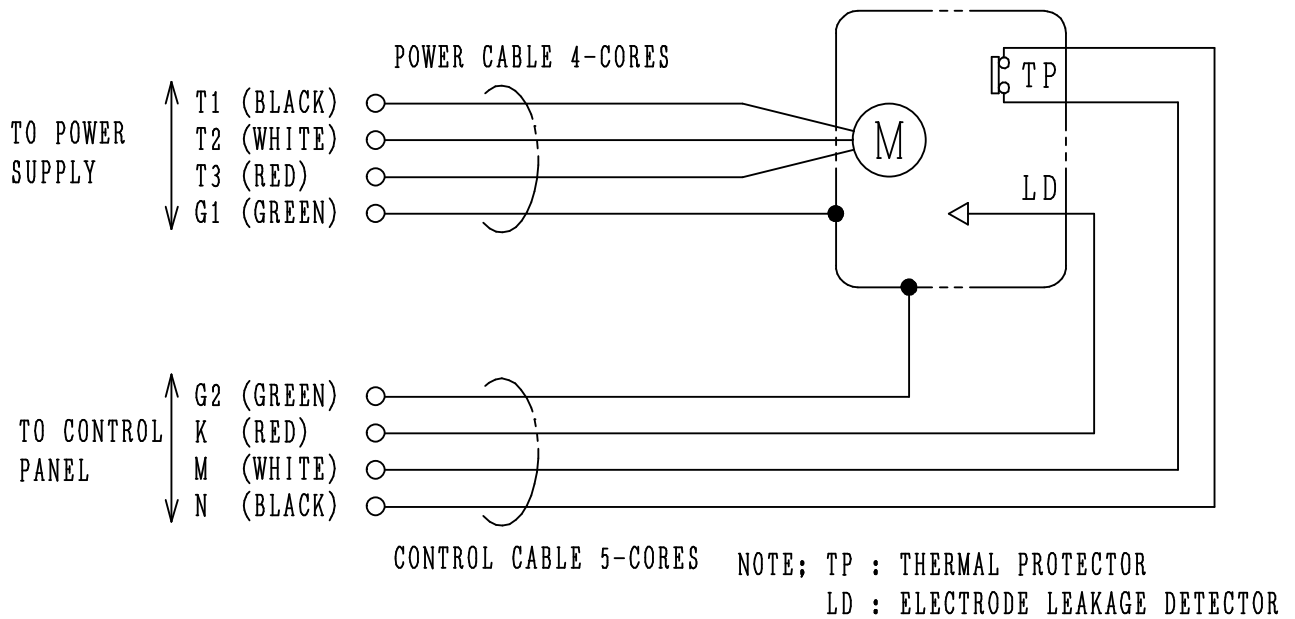 POWER CABLE 4-CORES
TO POWER
SUPPLY
T1 (BLACK)
T2 (WHITE)
T3 (RED)
G1 (GREEN)
M
TP
LD
TO CONTROL
PANEL
G2 (GREEN)
K (RED)
M (WHITE)
N (BLACK)
CONTROL CABLE 5-CORES
NOTE; TP : THERMAL PROTECTOR
LD : ELECTRODE LEAKAGE DETECTOR